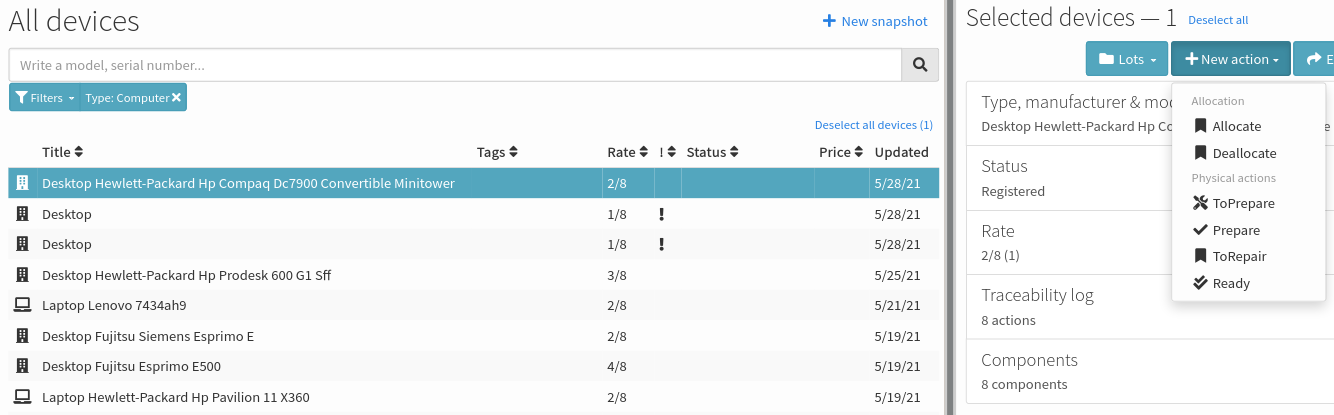 All devices
New snapshot
Write a model, serial number...
Filters Type: Computer
Deselect all devices (1)
Title Tags Rate ! Status Price Updated
Desktop Hewlett-Packard Hp Compaq Dc7900 Convertible Minitower 2/8 5/28/21
Desktop 1/8 ! 5/28/21
Desktop 1/8 ! 5/28/21
Desktop Hewlett-Packard Hp Prodesk 600 G1 Sff 3/8 5/25/21
Laptop Lenovo 7434ah9 2/8 5/21/21
Desktop Fujitsu Siemens Esprimo E 2/8 5/19/21
Desktop Fujitsu Esprimo E500 4/8 5/19/21
Laptop Hewlett-Packard Hp Pavilion 11 X360 2/8 5/19/21
Selected devices — 1 Deselect all
Lots New action
Type, manufacturer &
Desktop Hewlett-Packard Hp
Status
Registered
Rate
2/8 (1)
Traceability log
8 actions
Components
8 components
Allocation
Allocate
Deallocate
Physical actions
ToPrepare
Prepare
ToRepair
Ready